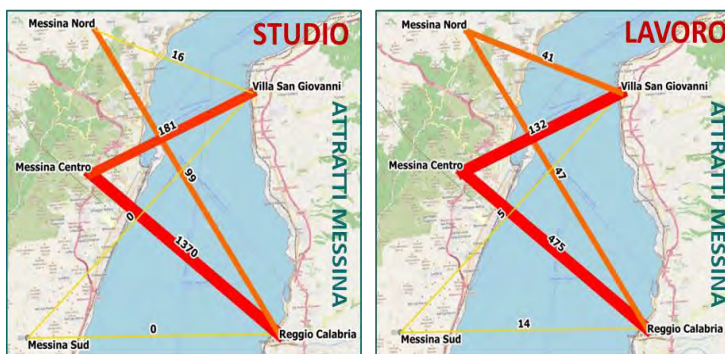 Messina Nord
STUDIO
16
Villa San Giovanni
181
Messina Centro
99
0
1370
0
Messina Sud
Reggio Calabria
ATTRATTI MESSINA
Messina Nord
LAVORO
41
Villa San Giovanni
132
Messina Centro
47
5
475
14
Messina Sud
Reggio Calabria
ATTRATTI MESSINA